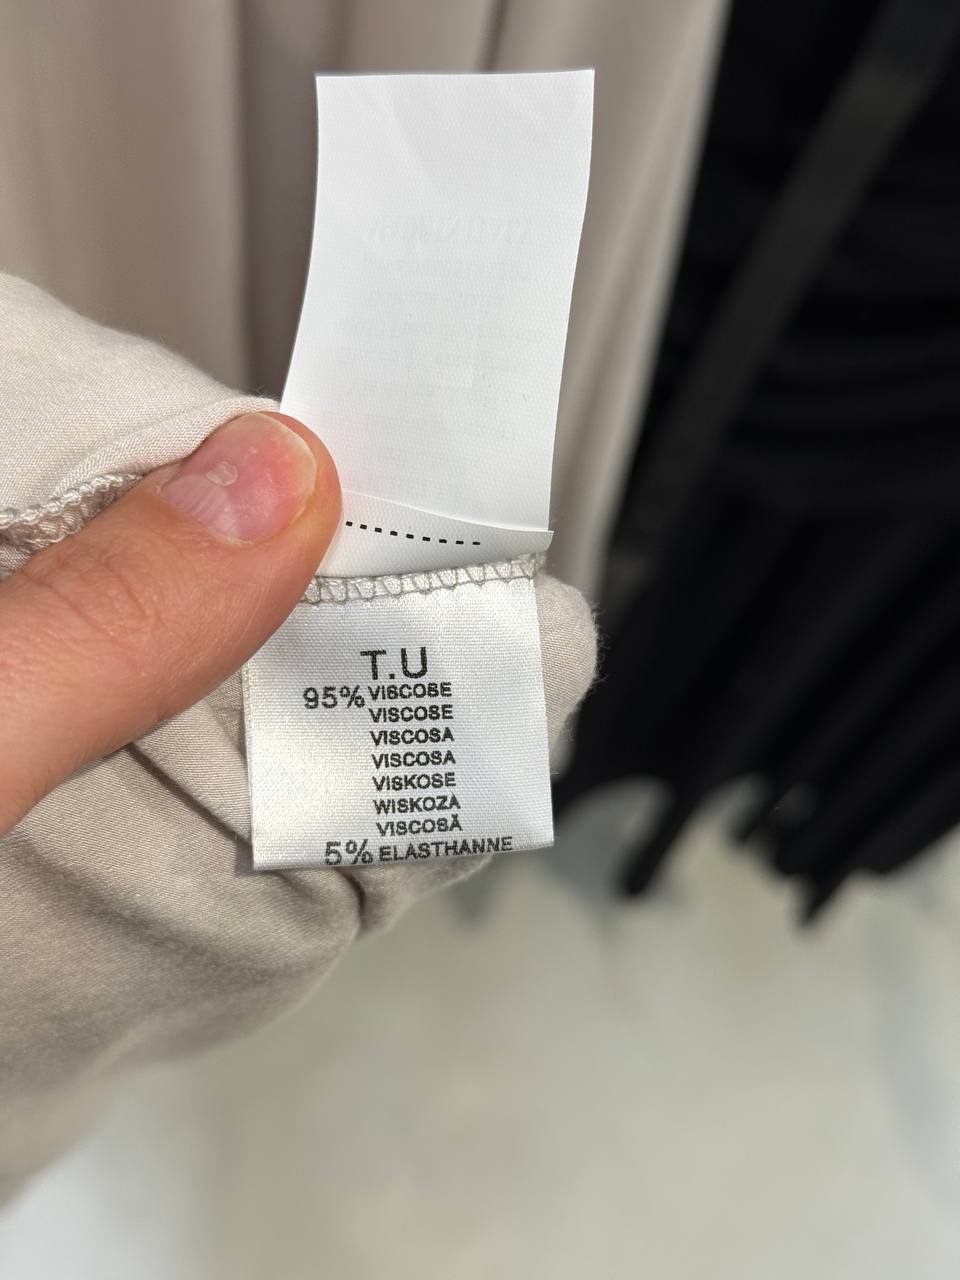 T.U
95% VISCOSE
VISCOSE
VISCOSA
VISCOSA
VISKOSE
WISKOZA
VISCOSĂ
5% ELASTHANNE